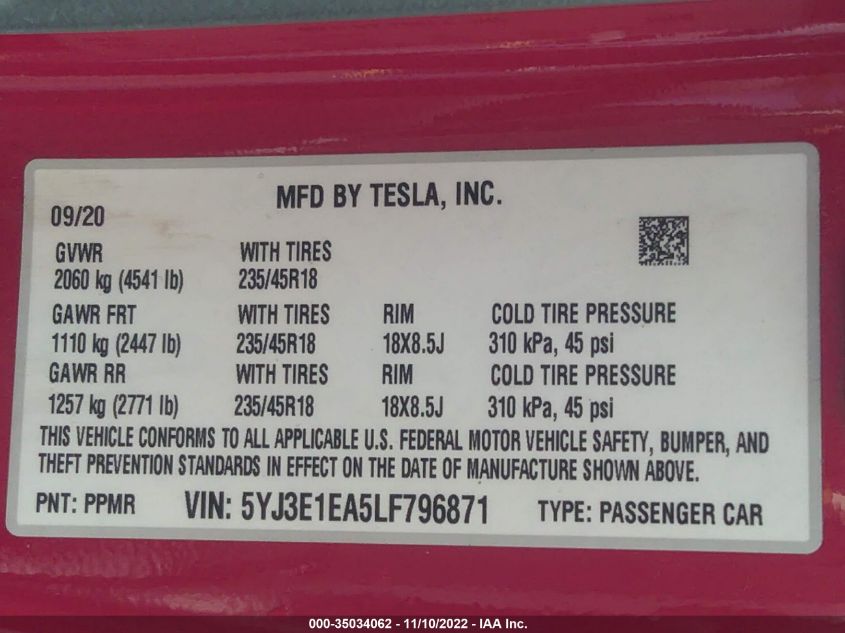 MFD BY TESLA, INC.
09/20
GVWR WITH TIRES
2060 kg (4541 lb) 235/45R18
GAWR FRT WITH TIRES RIM COLD TIRE PRESSURE
1110 kg (2447 lb) 235/45R18 18X8.5J 310 kPa, 45 psi
GAWR RR WITH TIRES RIM COLD TIRE PRESSURE
1257 kg (2771 lb) 235/45R18 18X8.5J 310 kPa, 45 psi
THIS VEHICLE CONFORMS TO ALL APPLICABLE U.S. FEDERAL MOTOR VEHICLE SAFETY, BUMPER, AND
THEFT PREVENTION STANDARDS IN EFFECT ON THE DATE OF MANUFACTURE SHOWN ABOVE.
PNT: PPMR VIN: 5YJ3E1EA5LF796871 TYPE: PASSENGER CAR
000-35034062 - 11/10/2022 - IAA Inc.